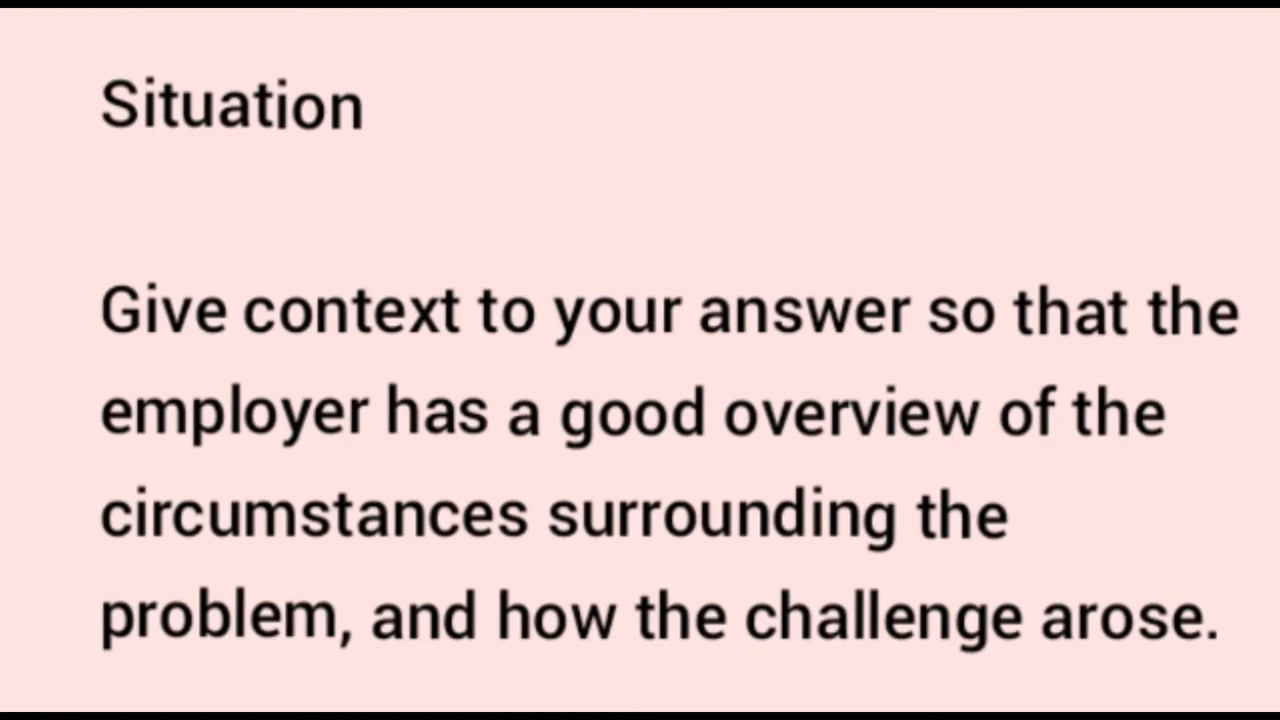 Situation
Give context to your answer so that the
employer has a good overview of the
circumstances surrounding the
problem, and how the challenge arose.